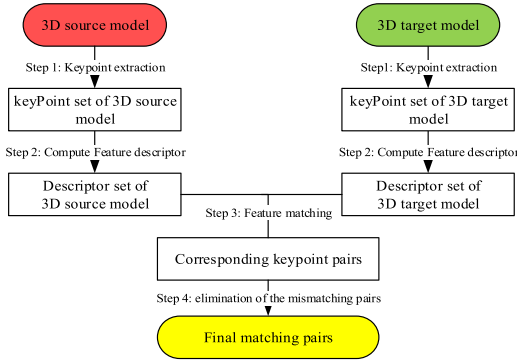 3D source model
3D target model
Step 1: Keypoint extraction
Step1: Keypoint extraction
keyPoint set of 3D source
model
keyPoint set of 3D target
model
Step 2: Compute Feature descriptor
Step 2: Compute Feature descriptor
Descriptor set of
3D source model
Descriptor set of
3D target model
Step 3: Feature matching
Corresponding keypoint pairs
Step 4: elimination of the mismatching pairs
Final matching pairs